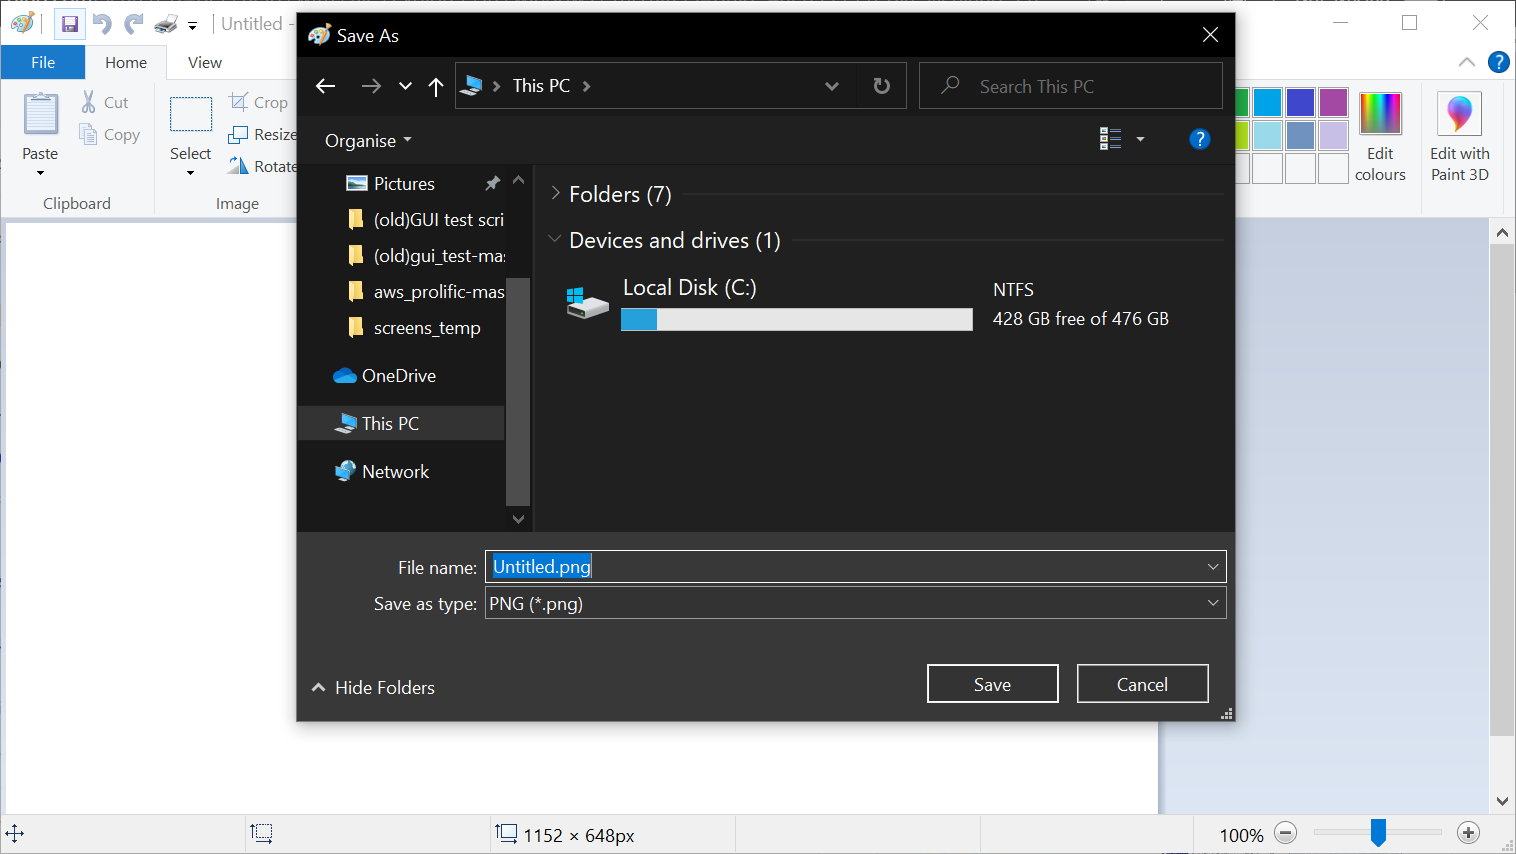 Untitled -
Save As
File
Home
View
This PC
Search This PC
Organise
Paste
Cut
Copy
Clipboard
Select
Crop
Resize
Rotate
Image
Edit
colours
Edit with
Paint 3D
Pictures
(old)GUI test scri
(old)gui_test-mas
aws_prolific-mas
screens_temp
OneDrive
This PC
Network
Folders (7)
Devices and drives (1)
Local Disk (C:)
NTFS
428 GB free of 476 GB
File name: Untitled.png
Save as type: PNG (*.png)
Hide Folders
Save
Cancel
1152 × 648px
100%